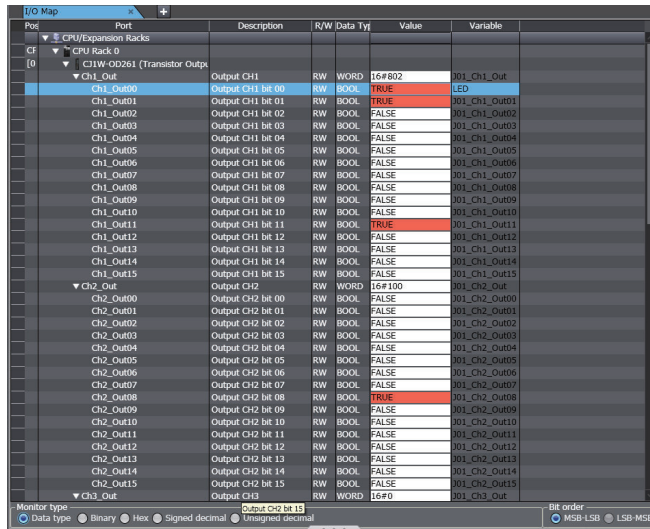 I/O Map × +
Pos Port Description R/W Data Typ Value Variable
▼ CPU/Expansion Racks
CF ▼ CPU Rack 0
[0 ▼ CJ1W-OD261 (Transistor Outpu
▼ Ch1_Out Output CH1 RW WORD 16#802 J01_Ch1_Out
Ch1_Out00 Output CH1 bit 00 RW BOOL TRUE LED
Ch1_Out01 Output CH1 bit 01 RW BOOL TRUE J01_Ch1_Out01
Ch1_Out02 Output CH1 bit 02 RW BOOL FALSE J01_Ch1_Out02
Ch1_Out03 Output CH1 bit 03 RW BOOL FALSE J01_Ch1_Out03
Ch1_Out04 Output CH1 bit 04 RW BOOL FALSE J01_Ch1_Out04
Ch1_Out05 Output CH1 bit 05 RW BOOL FALSE J01_Ch1_Out05
Ch1_Out06 Output CH1 bit 06 RW BOOL FALSE J01_Ch1_Out06
Ch1_Out07 Output CH1 bit 07 RW BOOL FALSE J01_Ch1_Out07
Ch1_Out08 Output CH1 bit 08 RW BOOL FALSE J01_Ch1_Out08
Ch1_Out09 Output CH1 bit 09 RW BOOL FALSE J01_Ch1_Out09
Ch1_Out10 Output CH1 bit 10 RW BOOL FALSE J01_Ch1_Out10
Ch1_Out11 Output CH1 bit 11 RW BOOL TRUE J01_Ch1_Out11
Ch1_Out12 Output CH1 bit 12 RW BOOL FALSE J01_Ch1_Out12
Ch1_Out13 Output CH1 bit 13 RW BOOL FALSE J01_Ch1_Out13
Ch1_Out14 Output CH1 bit 14 RW BOOL FALSE J01_Ch1_Out14
Ch1_Out15 Output CH1 bit 15 RW BOOL FALSE J01_Ch1_Out15
▼ Ch2_Out Output CH2 RW WORD 16#100 J01_Ch2_Out
Ch2_Out00 Output CH2 bit 00 RW BOOL FALSE J01_Ch2_Out00
Ch2_Out01 Output CH2 bit 01 RW BOOL FALSE J01_Ch2_Out01
Ch2_Out02 Output CH2 bit 02 RW BOOL FALSE J01_Ch2_Out02
Ch2_Out03 Output CH2 bit 03 RW BOOL FALSE J01_Ch2_Out03
Ch2_Out04 Output CH2 bit 04 RW BOOL FALSE J01_Ch2_Out04
Ch2_Out05 Output CH2 bit 05 RW BOOL FALSE J01_Ch2_Out05
Ch2_Out06 Output CH2 bit 06 RW BOOL FALSE J01_Ch2_Out06
Ch2_Out07 Output CH2 bit 07 RW BOOL FALSE J01_Ch2_Out07
Ch2_Out08 Output CH2 bit 08 RW BOOL TRUE J01_Ch2_Out08
Ch2_Out09 Output CH2 bit 09 RW BOOL FALSE J01_Ch2_Out09
Ch2_Out10 Output CH2 bit 10 RW BOOL FALSE J01_Ch2_Out10
Ch2_Out11 Output CH2 bit 11 RW BOOL FALSE J01_Ch2_Out11
Ch2_Out12 Output CH2 bit 12 RW BOOL FALSE J01_Ch2_Out12
Ch2_Out13 Output CH2 bit 13 RW BOOL FALSE J01_Ch2_Out13
Ch2_Out14 Output CH2 bit 14 RW BOOL FALSE J01_Ch2_Out14
Ch2_Out15 Output CH2 bit 15 RW BOOL FALSE J01_Ch2_Out15
▼ Ch3_Out Output CH3 RW WORD 16#0 J01_Ch3_Out
Monitor type Output CH2 bit 15 Bit order
Data type Binary Hex Signed decimal Unsigned decimal MSB-LSB LSB-MSB